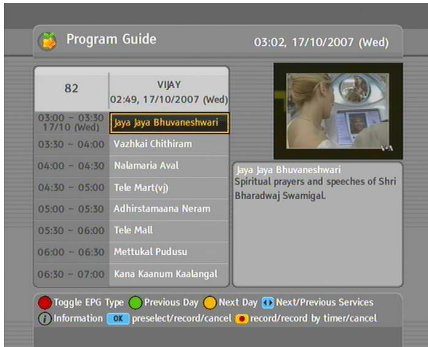 Program Guide
03:02, 17/10/2007 (Wed)
82
VIJAY
02:49, 17/10/2007 (Wed)
03:00 - 03:30
17/10 (Wed)
Jaya Jaya Bhuvaneshwari
03:30 - 04:00 Vazhkai Chithiram
04:00 - 04:30 Nalamaria Aval
04:30 - 05:00 Tele Mart(vj)
05:00 - 05:30 Adhirstamaana Neram
05:30 - 06:00 Tele Mall
06:00 - 06:30 Mettukal Pudusu
06:30 - 07:00 Kana Kaanum Kaalangal
VOA
Jaya Jaya Bhuvaneshwari
Spiritual prayers and speeches of Shri
Bharadwaj Swamigal.
Toggle EPG Type Previous Day Next Day Next/Previous Services
i Information OK preselect/record/cancel record/record by timer/cancel